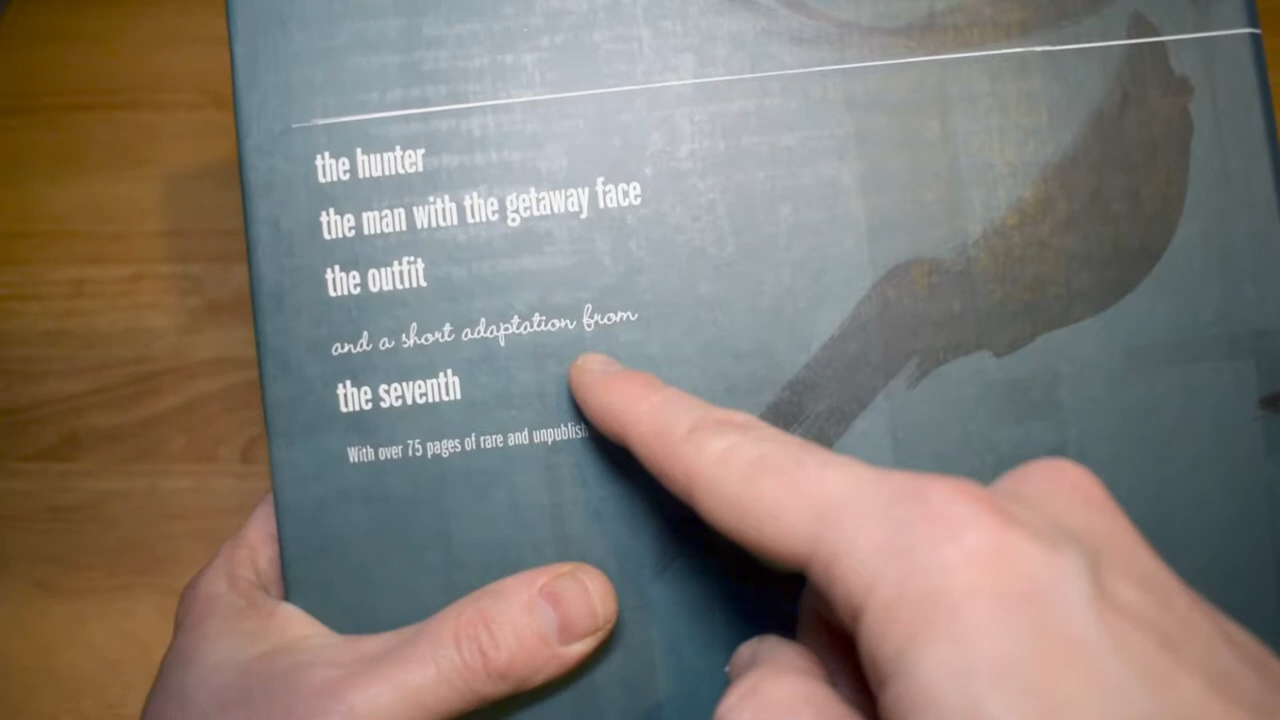 the hunter
the man with the getaway face
the outfit
and a short adaptation from
the seventh
With over 75 pages of rare and